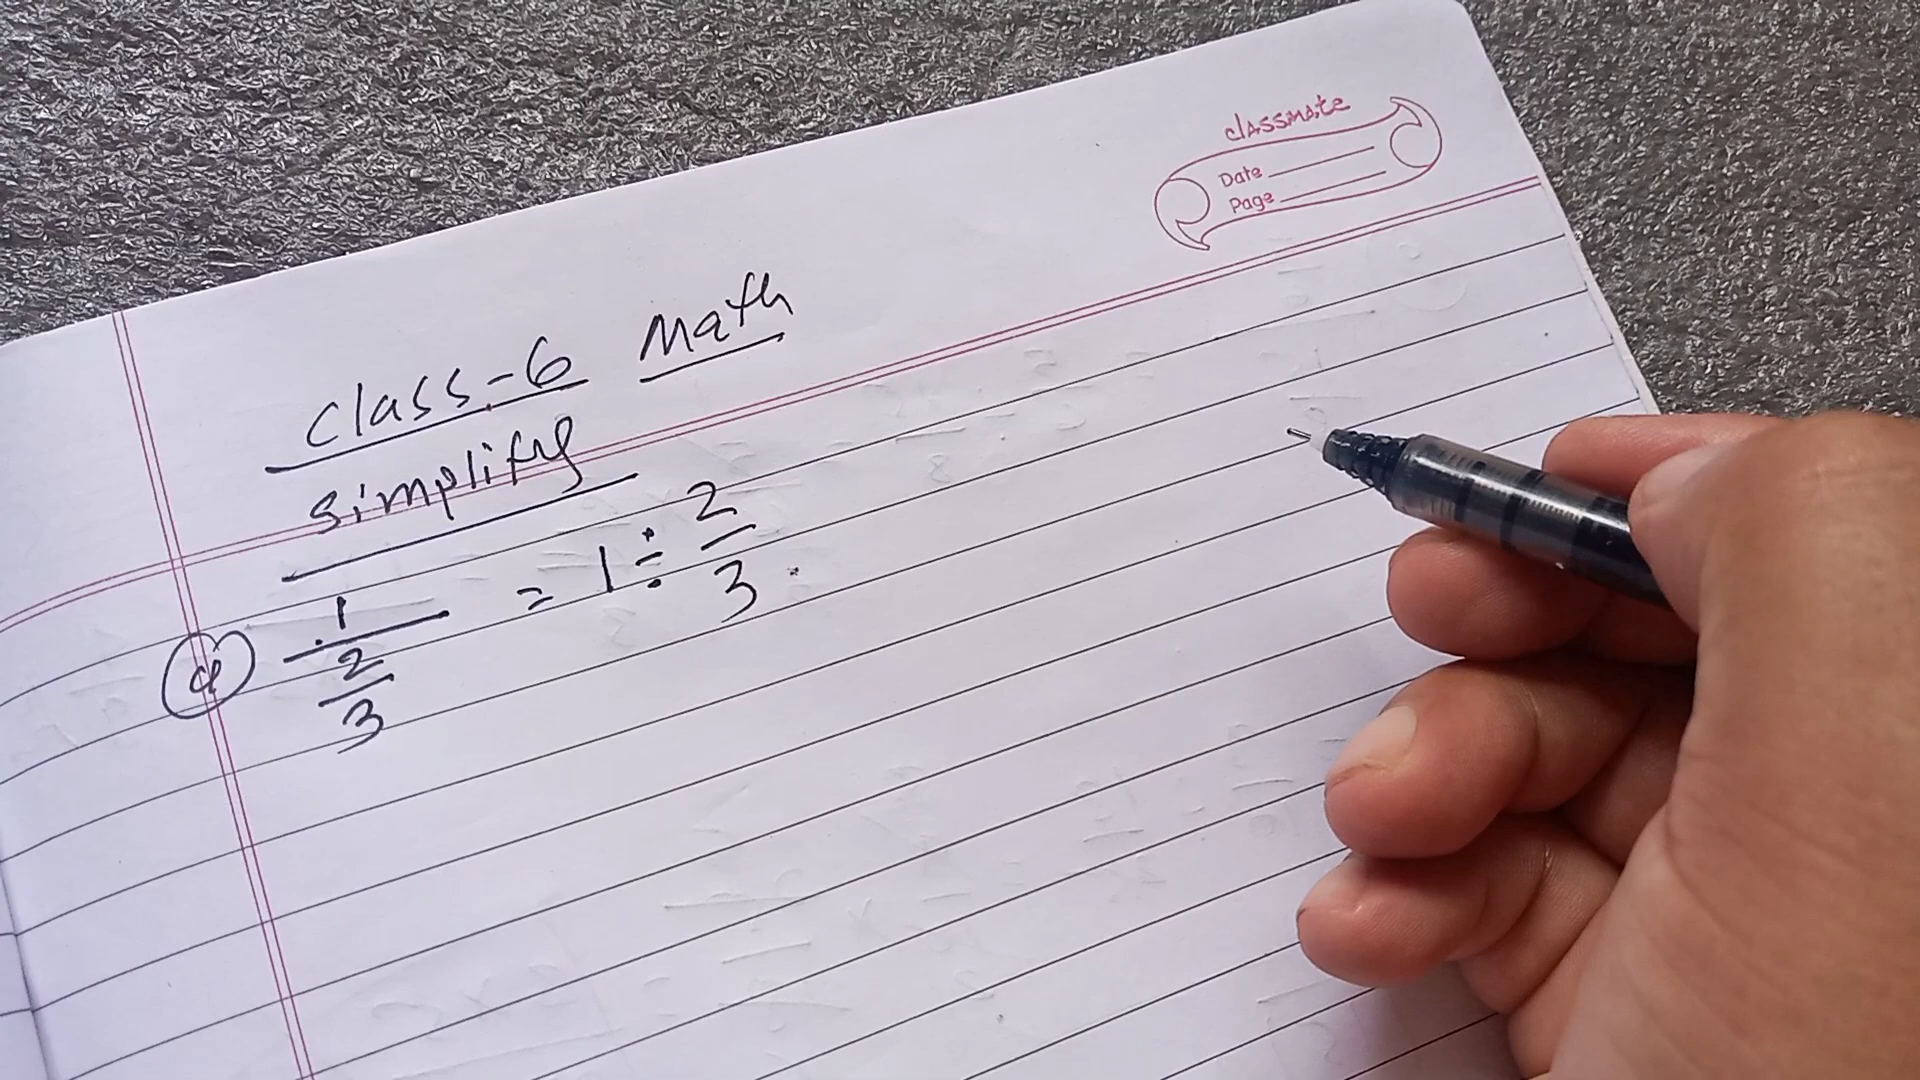 classmate
Date
Page
class-6 Math
simplify
a) 1/(2/3) = 1 ÷ 2/3